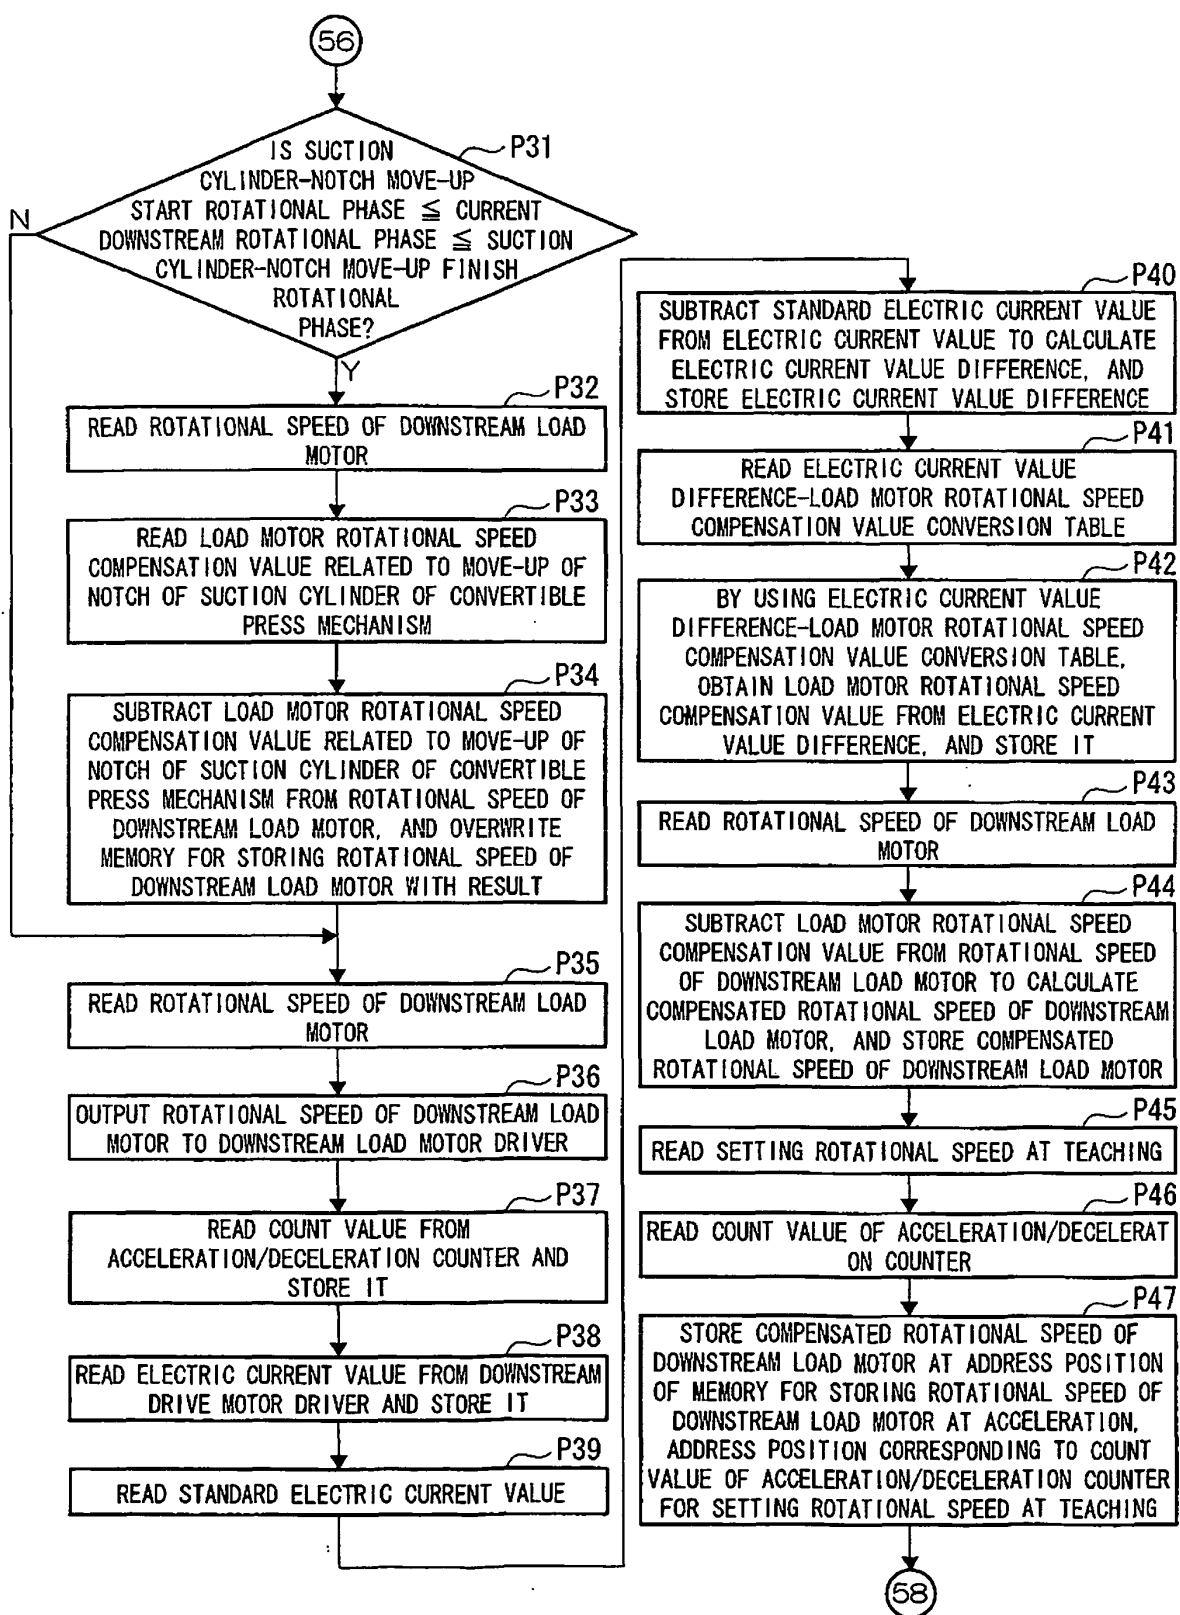 56
P31
IS SUCTION
CYLINDER-NOTCH MOVE-UP
START ROTATIONAL PHASE ≦ CURRENT
DOWNSTREAM ROTATIONAL PHASE ≦ SUCTION
CYLINDER-NOTCH MOVE-UP FINISH
ROTATIONAL
PHASE?
N
Y
P32
READ ROTATIONAL SPEED OF DOWNSTREAM LOAD
MOTOR
P33
READ LOAD MOTOR ROTATIONAL SPEED
COMPENSATION VALUE RELATED TO MOVE-UP OF
NOTCH OF SUCTION CYLINDER OF CONVERTIBLE
PRESS MECHANISM
P34
SUBTRACT LOAD MOTOR ROTATIONAL SPEED
COMPENSATION VALUE RELATED TO MOVE-UP OF
NOTCH OF SUCTION CYLINDER OF CONVERTIBLE
PRESS MECHANISM FROM ROTATIONAL SPEED OF
DOWNSTREAM LOAD MOTOR, AND OVERWRITE
MEMORY FOR STORING ROTATIONAL SPEED OF
DOWNSTREAM LOAD MOTOR WITH RESULT
P35
READ ROTATIONAL SPEED OF DOWNSTREAM LOAD
MOTOR
P36
OUTPUT ROTATIONAL SPEED OF DOWNSTREAM LOAD
MOTOR TO DOWNSTREAM LOAD MOTOR DRIVER
P37
READ COUNT VALUE FROM
ACCELERATION/DECELERATION COUNTER AND
STORE IT
P38
READ ELECTRIC CURRENT VALUE FROM DOWNSTREAM
DRIVE MOTOR DRIVER AND STORE IT
P39
READ STANDARD ELECTRIC CURRENT VALUE
P40
SUBTRACT STANDARD ELECTRIC CURRENT VALUE
FROM ELECTRIC CURRENT VALUE TO CALCULATE
ELECTRIC CURRENT VALUE DIFFERENCE, AND
STORE ELECTRIC CURRENT VALUE DIFFERENCE
P41
READ ELECTRIC CURRENT VALUE
DIFFERENCE-LOAD MOTOR ROTATIONAL SPEED
COMPENSATION VALUE CONVERSION TABLE
P42
BY USING ELECTRIC CURRENT VALUE
DIFFERENCE-LOAD MOTOR ROTATIONAL SPEED
COMPENSATION VALUE CONVERSION TABLE,
OBTAIN LOAD MOTOR ROTATIONAL SPEED
COMPENSATION VALUE FROM ELECTRIC CURRENT
VALUE DIFFERENCE, AND STORE IT
P43
READ ROTATIONAL SPEED OF DOWNSTREAM LOAD
MOTOR
P44
SUBTRACT LOAD MOTOR ROTATIONAL SPEED
COMPENSATION VALUE FROM ROTATIONAL SPEED
OF DOWNSTREAM LOAD MOTOR TO CALCULATE
COMPENSATED ROTATIONAL SPEED OF DOWNSTREAM
LOAD MOTOR, AND STORE COMPENSATED
ROTATIONAL SPEED OF DOWNSTREAM LOAD MOTOR
P45
READ SETTING ROTATIONAL SPEED AT TEACHING
P46
READ COUNT VALUE OF ACCELERATION/DECELERAT
ON COUNTER
P47
STORE COMPENSATED ROTATIONAL SPEED OF
DOWNSTREAM LOAD MOTOR AT ADDRESS POSITION
OF MEMORY FOR STORING ROTATIONAL SPEED OF
DOWNSTREAM LOAD MOTOR AT ACCELERATION,
ADDRESS POSITION CORRESPONDING TO COUNT
VALUE OF ACCELERATION/DECELERATION COUNTER
FOR SETTING ROTATIONAL SPEED AT TEACHING
58